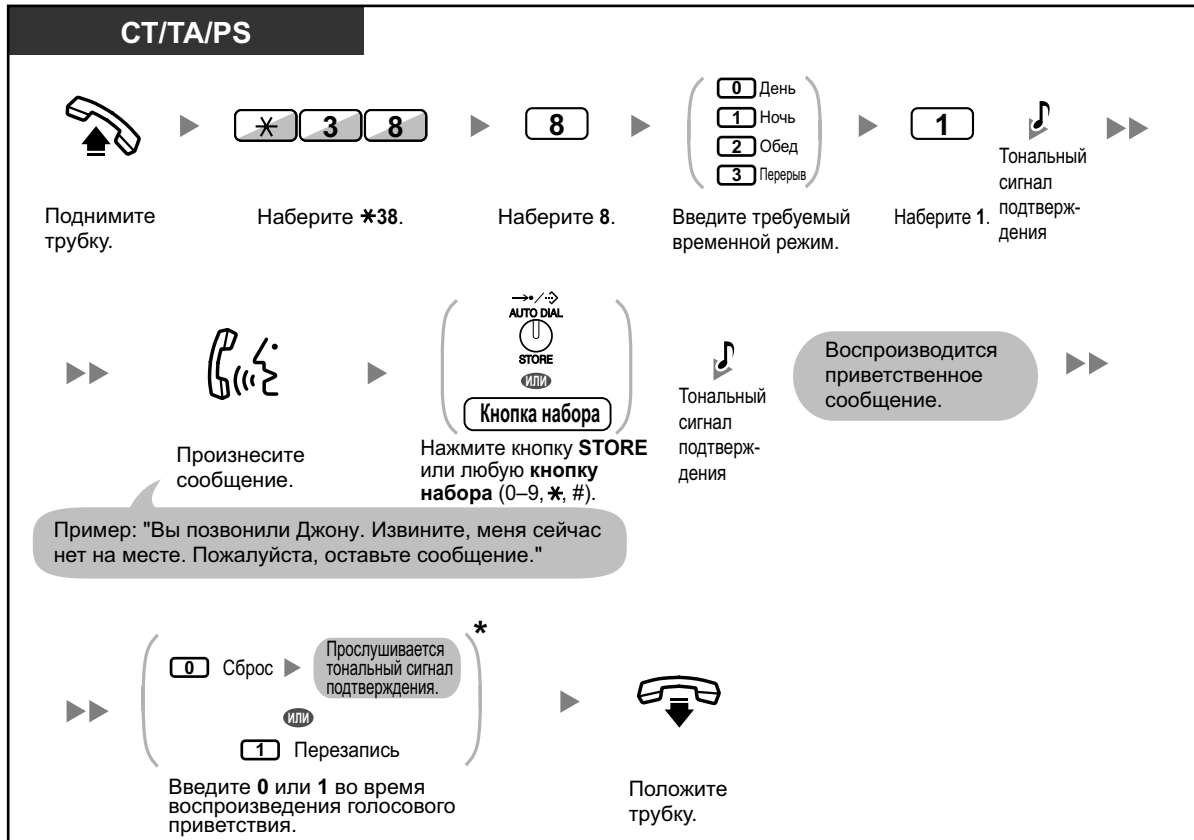 CT/TA/PS
0 День
1 Ночь
2 Обед
3 Перерыв
✳ 3 8
8
1
Поднимите
трубку.
Наберите ✳38.
Наберите 8.
Введите требуемый
временной режим.
Наберите 1.
Тональный
сигнал
подтверж-
дения
Произнесите
сообщение.
AUTO DIAL
STORE
или
Кнопка набора
Нажмите кнопку STORE
или любую кнопку
набора (0–9, ✳, #).
Тональный
сигнал
подтверж-
дения
Воспроизводится
приветственное
сообщение.
Пример: "Вы позвонили Джону. Извините, меня сейчас
нет на месте. Пожалуйста, оставьте сообщение."
0 Сброс
Прослушивается
тональный сигнал
подтверждения.
*
или
1 Перезапись
Введите 0 или 1 во время
воспроизведения голосового
приветствия.
Положите
трубку.